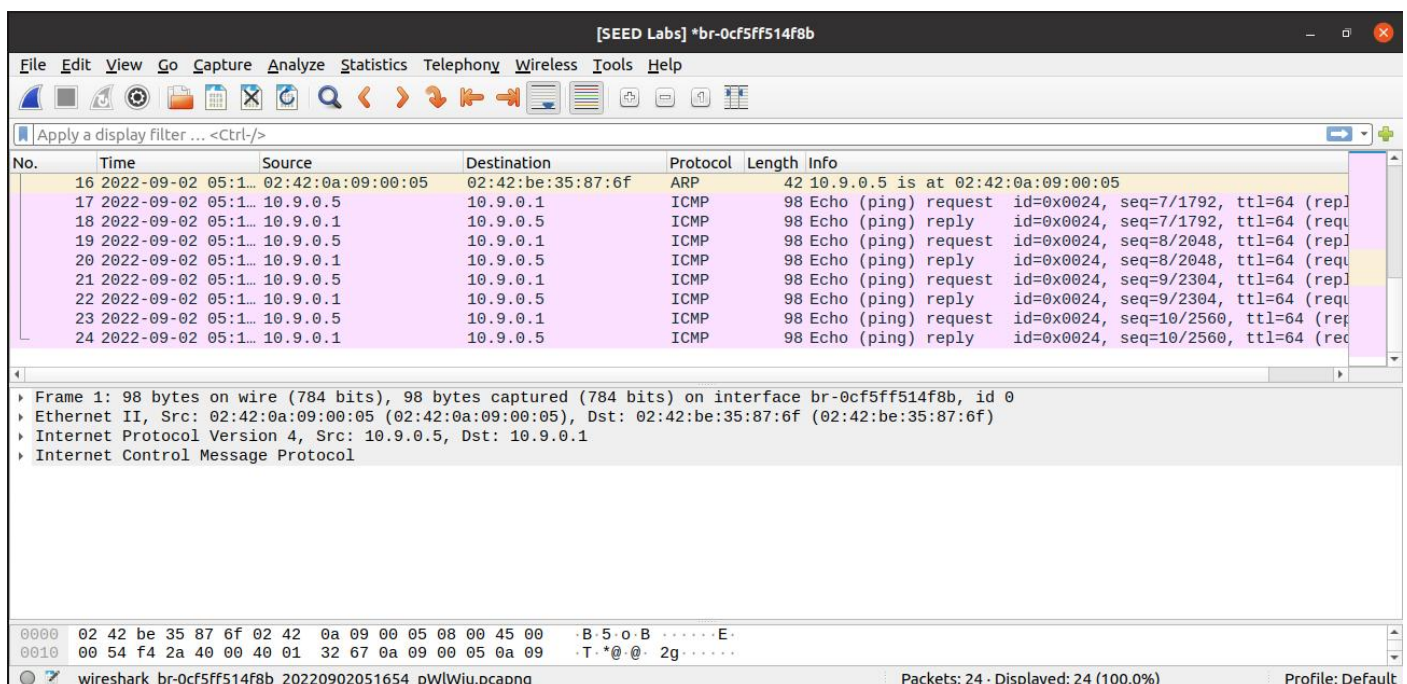 [SEED Labs] *br-0cf5ff514f8b
File Edit View Go Capture Analyze Statistics Telephony Wireless Tools Help
Apply a display filter … <Ctrl-/>
No. Time Source Destination Protocol Length Info
16 2022-09-02 05:1… 02:42:0a:09:00:05 02:42:be:35:87:6f ARP 42 10.9.0.5 is at 02:42:0a:09:00:05
17 2022-09-02 05:1… 10.9.0.5 10.9.0.1 ICMP 98 Echo (ping) request id=0x0024, seq=7/1792, ttl=64 (repl
18 2022-09-02 05:1… 10.9.0.1 10.9.0.5 ICMP 98 Echo (ping) reply id=0x0024, seq=7/1792, ttl=64 (requ
19 2022-09-02 05:1… 10.9.0.5 10.9.0.1 ICMP 98 Echo (ping) request id=0x0024, seq=8/2048, ttl=64 (repl
20 2022-09-02 05:1… 10.9.0.1 10.9.0.5 ICMP 98 Echo (ping) reply id=0x0024, seq=8/2048, ttl=64 (requ
21 2022-09-02 05:1… 10.9.0.5 10.9.0.1 ICMP 98 Echo (ping) request id=0x0024, seq=9/2304, ttl=64 (repl
22 2022-09-02 05:1… 10.9.0.1 10.9.0.5 ICMP 98 Echo (ping) reply id=0x0024, seq=9/2304, ttl=64 (requ
23 2022-09-02 05:1… 10.9.0.5 10.9.0.1 ICMP 98 Echo (ping) request id=0x0024, seq=10/2560, ttl=64 (rep
24 2022-09-02 05:1… 10.9.0.1 10.9.0.5 ICMP 98 Echo (ping) reply id=0x0024, seq=10/2560, ttl=64 (req
Frame 1: 98 bytes on wire (784 bits), 98 bytes captured (784 bits) on interface br-0cf5ff514f8b, id 0
Ethernet II, Src: 02:42:0a:09:00:05 (02:42:0a:09:00:05), Dst: 02:42:be:35:87:6f (02:42:be:35:87:6f)
Internet Protocol Version 4, Src: 10.9.0.5, Dst: 10.9.0.1
Internet Control Message Protocol
0000 02 42 be 35 87 6f 02 42 0a 09 00 05 08 00 45 00 ·B·5·o·B ······E·
0010 00 54 f4 2a 40 00 40 01 32 67 0a 09 00 05 0a 09 ·T·*@·@· 2g······
wireshark_br-0cf5ff514f8b_20220902051654_pWlWju.pcapng Packets: 24 · Displayed: 24 (100.0%) Profile: Default